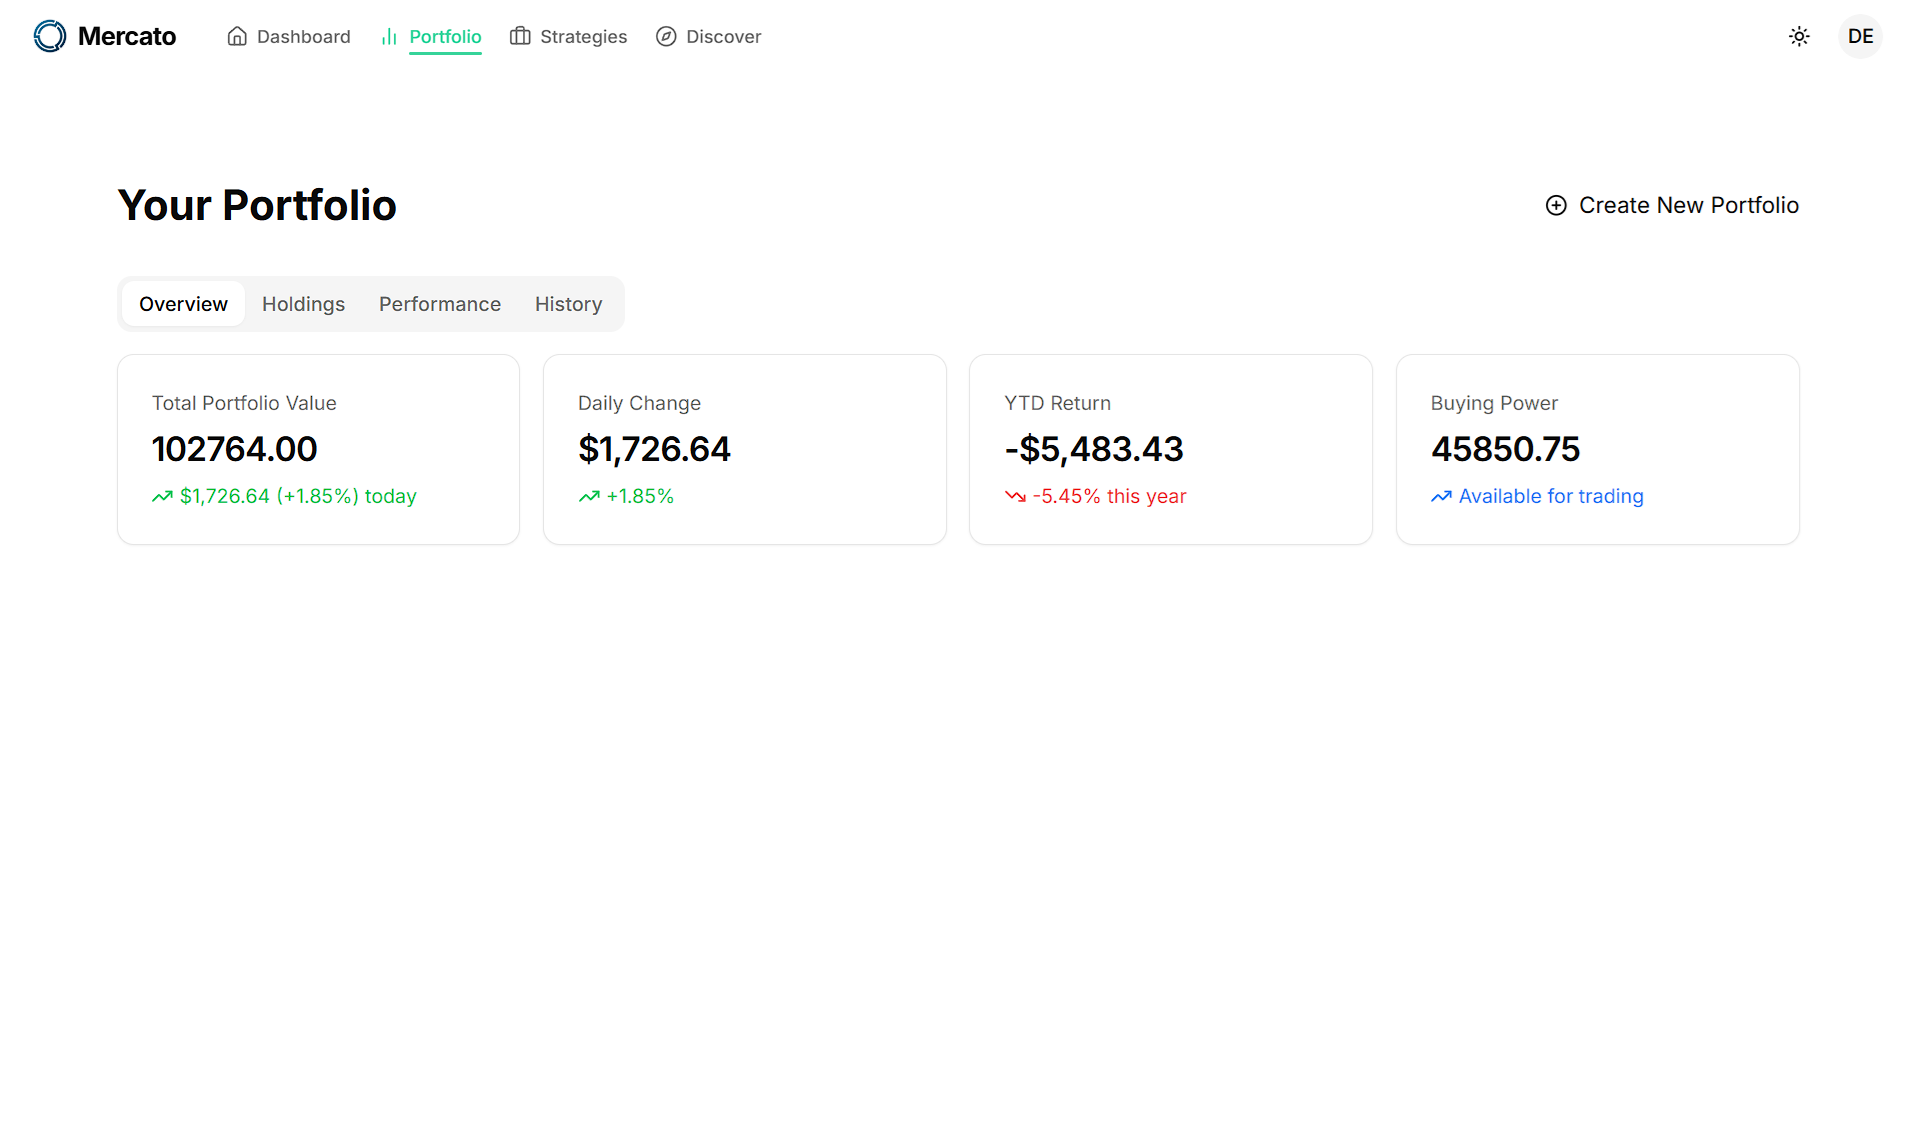 Mercato
Dashboard
Portfolio
Strategies
Discover
DE
Your Portfolio
Create New Portfolio
Overview
Holdings
Performance
History
Total Portfolio Value
102764.00
$1,726.64 (+1.85%) today
Daily Change
$1,726.64
+1.85%
YTD Return
-$5,483.43
-5.45% this year
Buying Power
45850.75
Available for trading